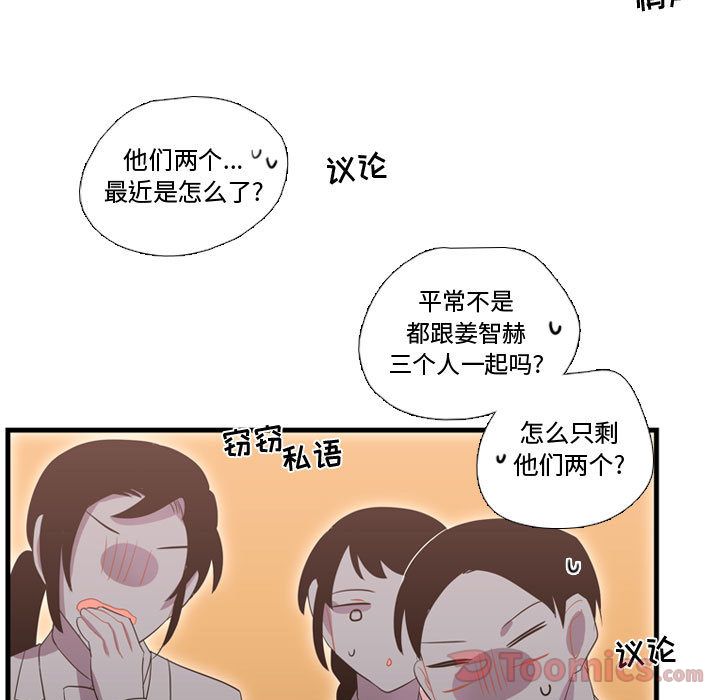 他们两个...
最近是怎么了?
议论
平常不是
都跟姜智赫
三个人一起吗?
怎么只剩
他们两个?
窃窃
私语
议论
Toomics.com